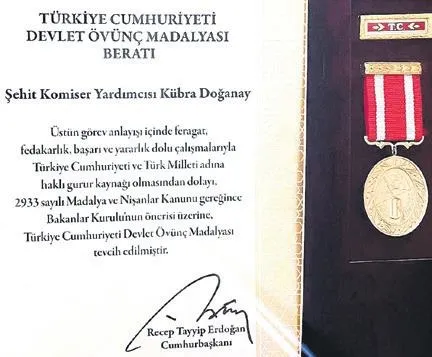 TÜRKİYE CUMHURİYETİ
DEVLET ÖVÜNÇ MADALYASI
BERATI
Şehit Komiser Yardımcısı Kübra Doğanay
Üstün görev anlayışı içinde feragat,
fedakarlık, başarı ve yararlık dolu çalışmalarıyla
Türkiye Cumhuriyeti ve Türk Milleti adına
haklı gurur kaynağı olmasından dolayı,
2933 sayılı Madalya ve Nişanlar Kanunu gereğince
Bakanlar Kurulu'nun önerisi üzerine,
Türkiye Cumhuriyeti Devlet Övünç Madalyası
tevcih edilmiştir.
Recep Tayyip Erdoğan
Cumhurbaşkanı
T.C.